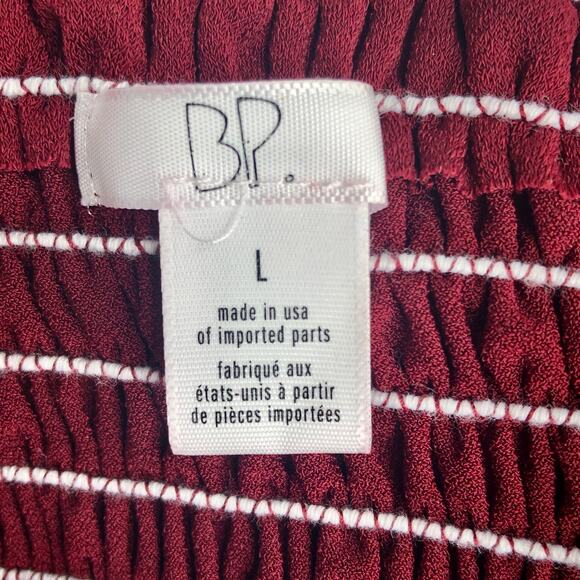 BP.
L
made in usa
of imported parts
fabriqué aux
états-unis à partir
de pièces importées